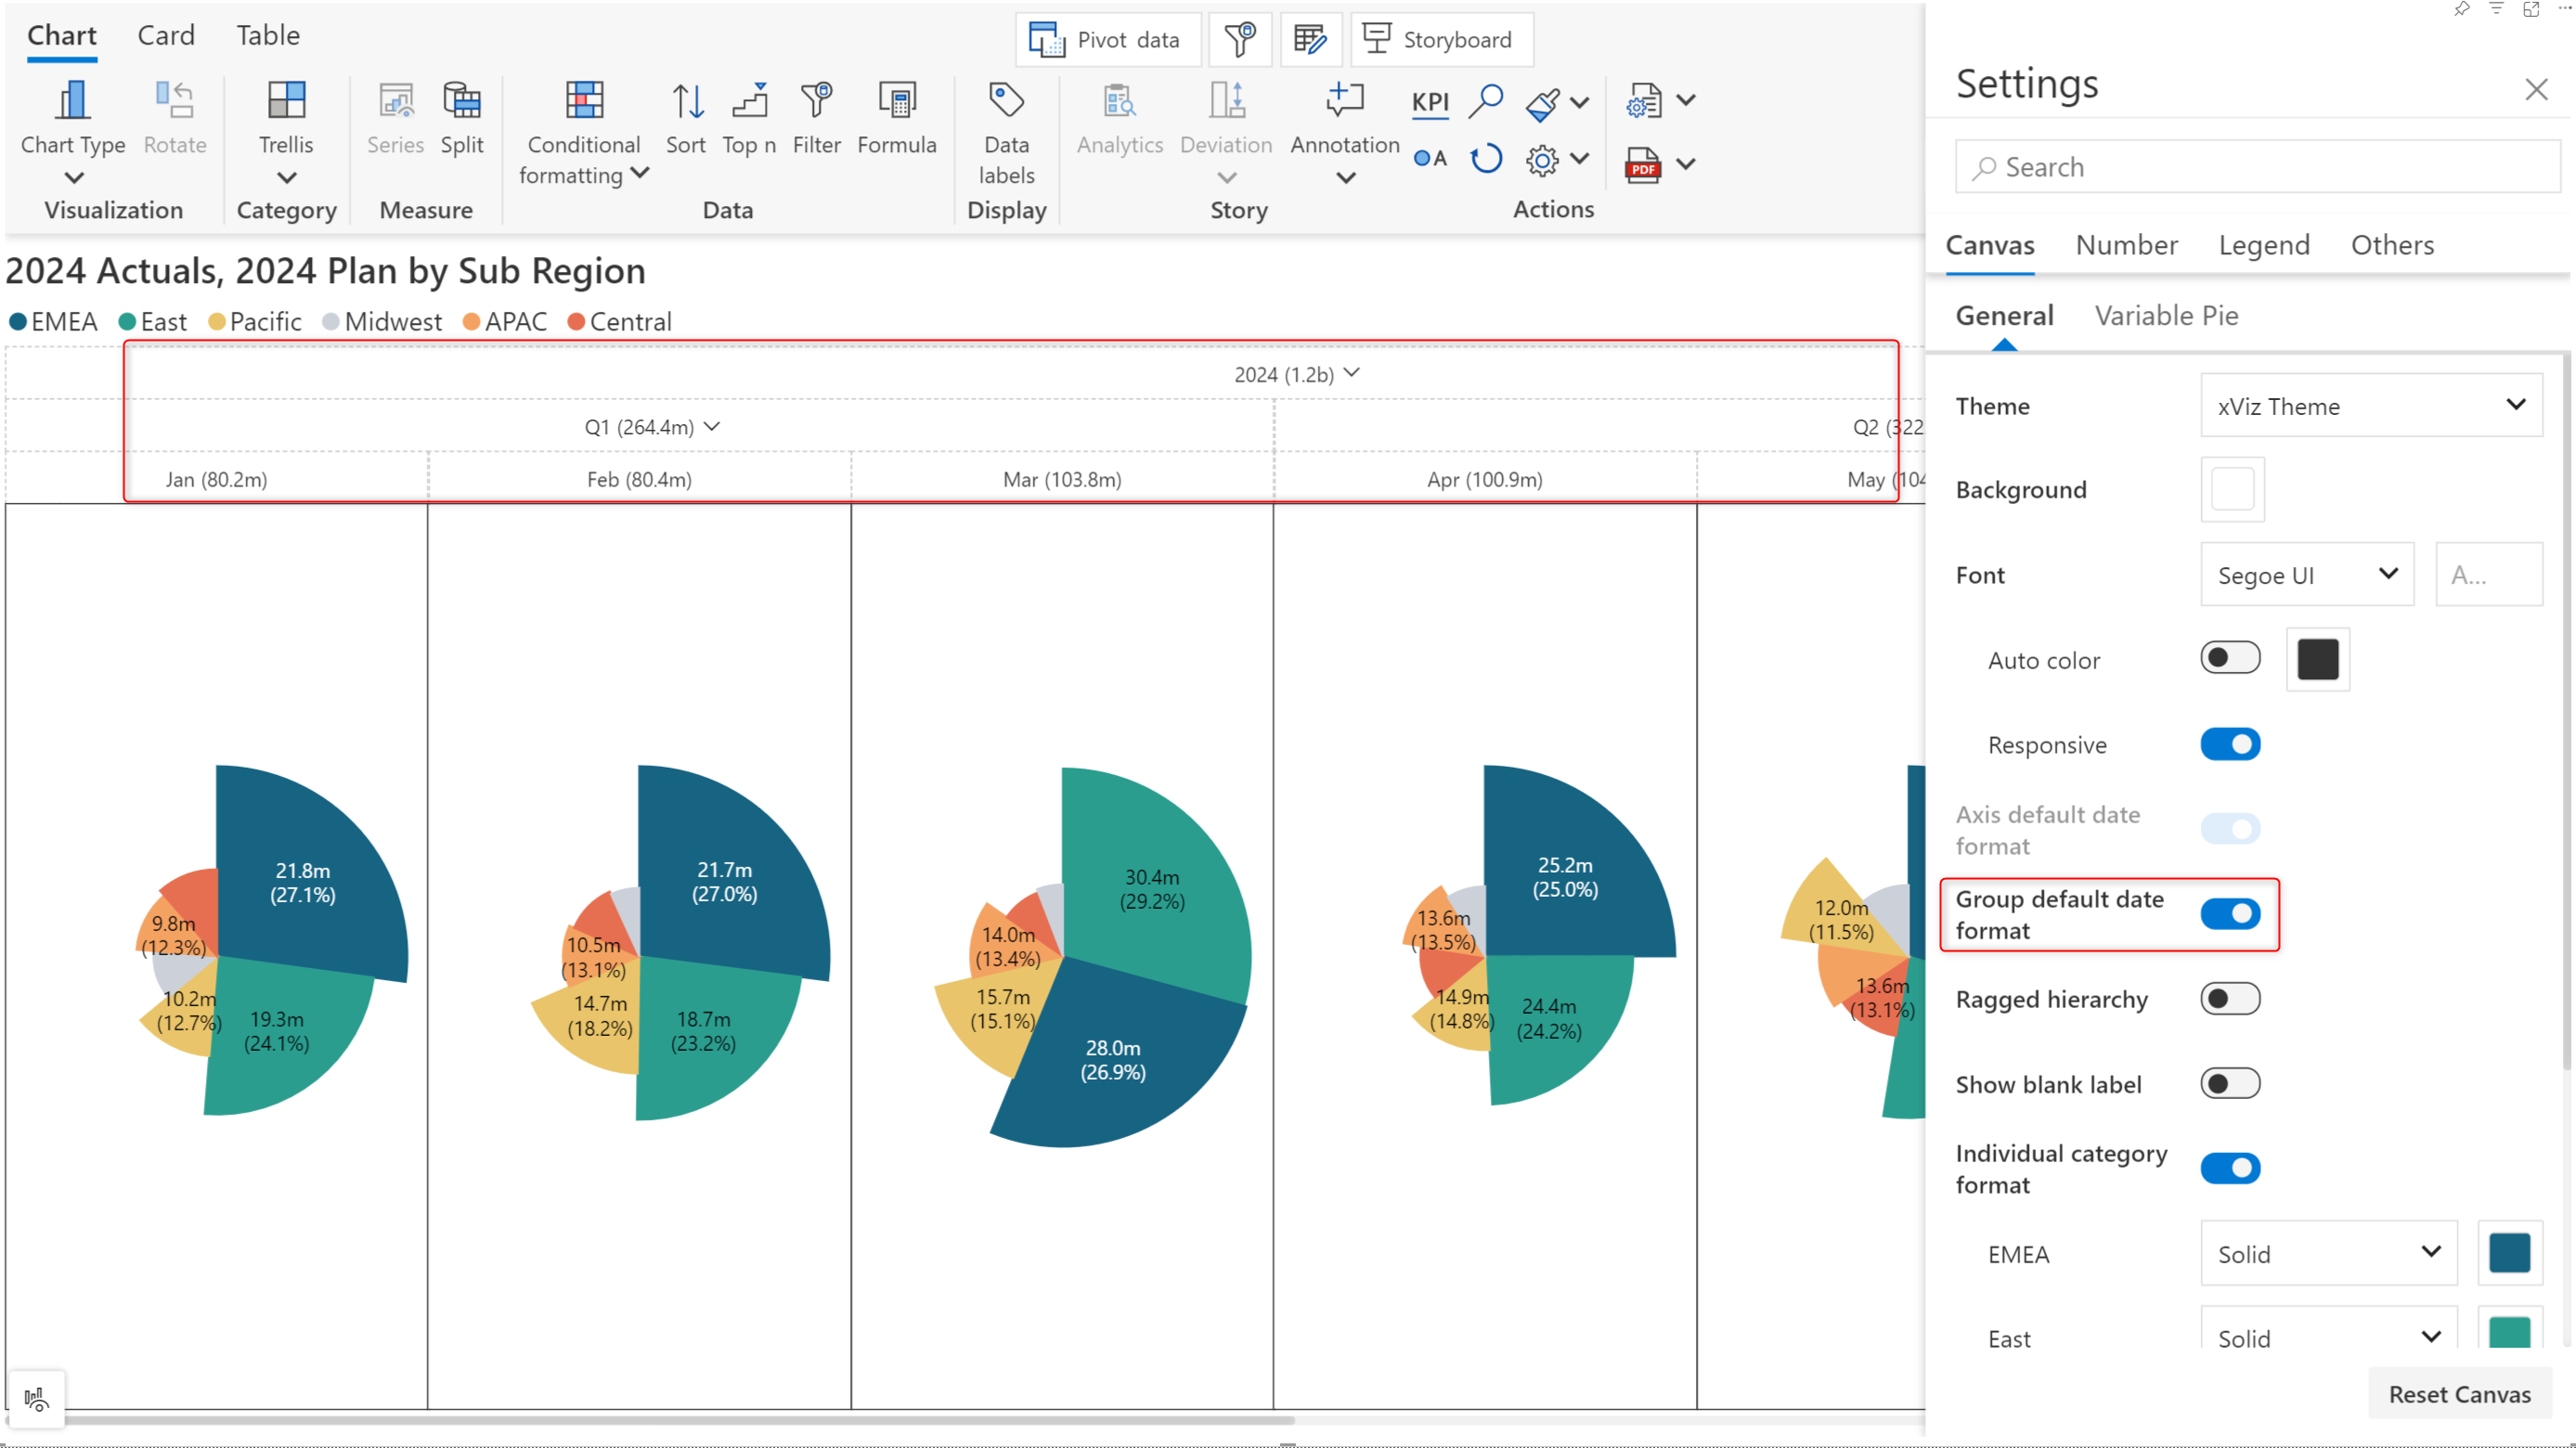 Chart Card Table
Pivot data Storyboard
Chart Type Rotate Trellis Series Split Conditional formatting Sort Top n Filter Formula Data labels Analytics Deviation Annotation KPI A PDF
Visualization Category Measure Data Display Story Actions
2024 Actuals, 2024 Plan by Sub Region
EMEA East Pacific Midwest APAC Central
2024 (1.2b)
Q1 (264.4m) Q2 (322
Jan (80.2m) Feb (80.4m) Mar (103.8m) Apr (100.9m) May (104
21.8m
(27.1%)
9.8m
(12.3%)
10.2m
(12.7%)
19.3m
(24.1%)
21.7m
(27.0%)
10.5m
(13.1%)
14.7m
(18.2%)
18.7m
(23.2%)
30.4m
(29.2%)
14.0m
(13.4%)
15.7m
(15.1%)
28.0m
(26.9%)
25.2m
(25.0%)
13.6m
(13.5%)
14.9m
(14.8%)
24.4m
(24.2%)
12.0m
(11.5%)
13.6m
(13.1%)
Settings
Search
Canvas Number Legend Others
General Variable Pie
Theme xViz Theme
Background
Font Segoe UI A...
Auto color
Responsive
Axis default date
format
Group default date
format
Ragged hierarchy
Show blank label
Individual category
format
EMEA Solid
East Solid
Reset Canvas